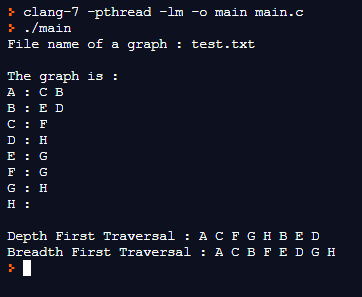 > clang-7 -pthread -lm -o main main.c
> ./main
File name of a graph : test.txt
The graph is :
A : C B
B : E D
C : F
D : H
E : G
F : G
G : H
H :
Depth First Traversal : A C F G H B E D
Breadth First Traversal : A C B F E D G H
>